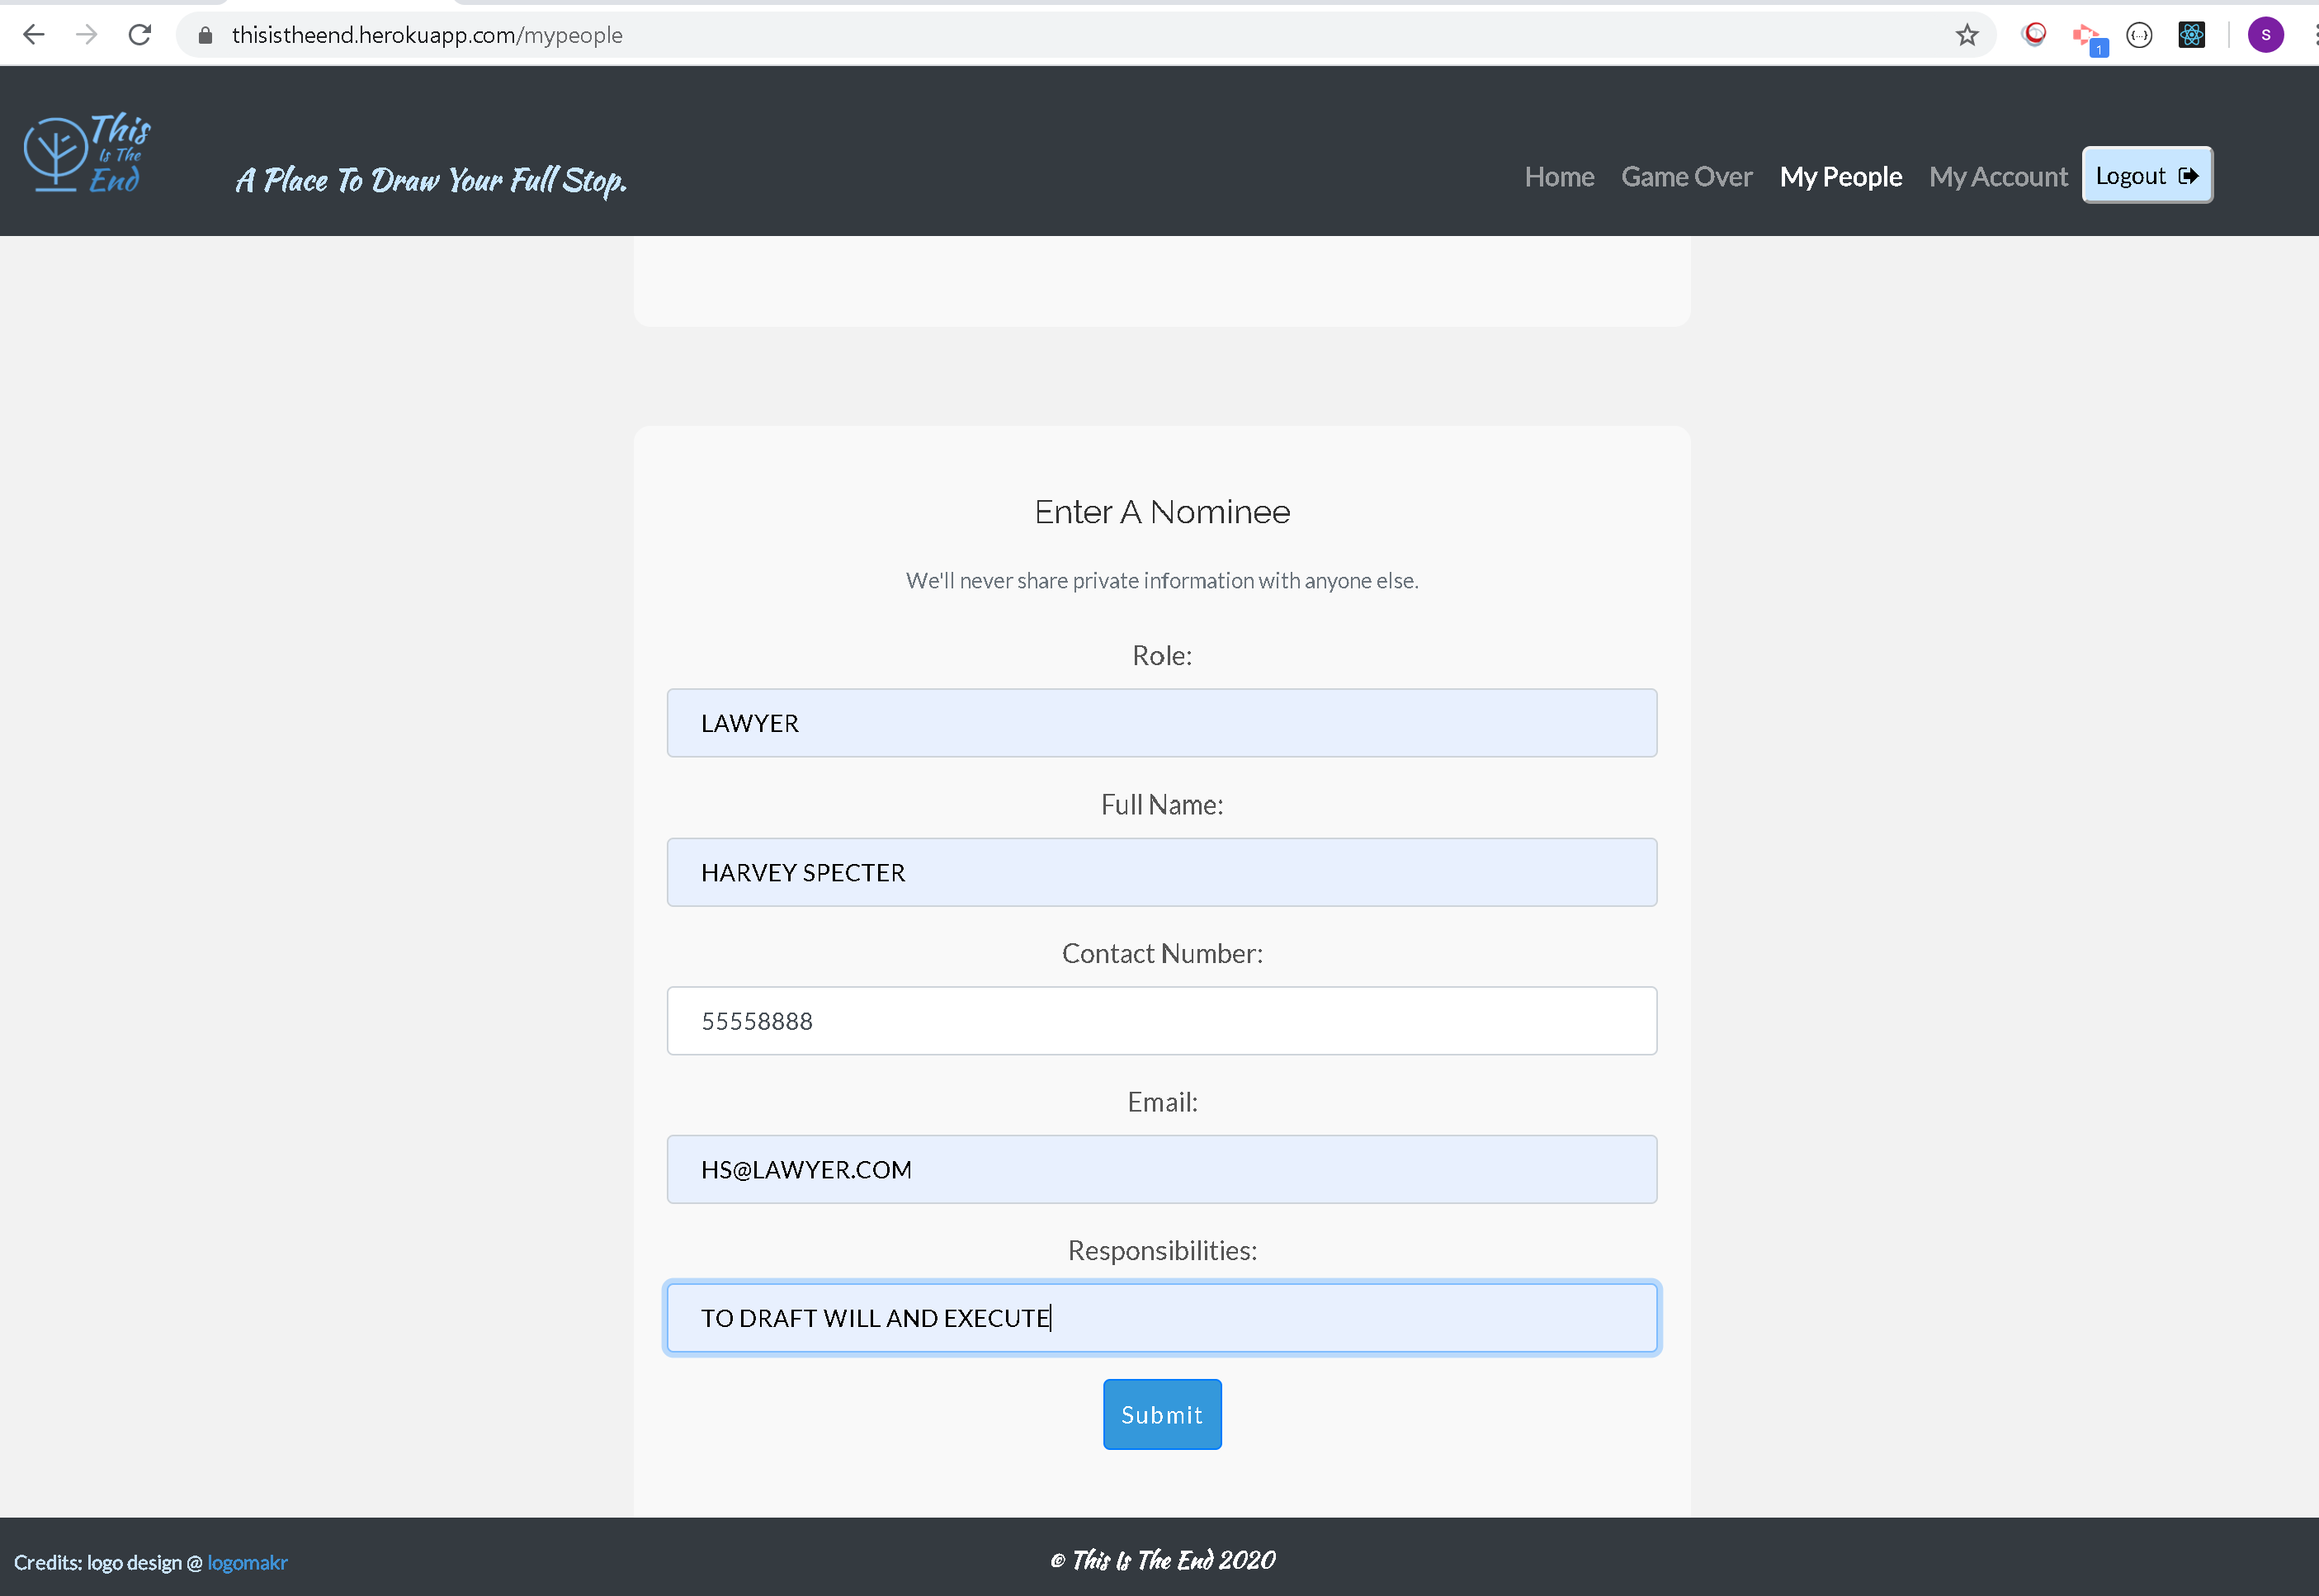 thisistheend.herokuapp.com/mypeople
1
S
This
Is The
End
A Place To Draw Your Full Stop.
Home Game Over My People My Account Logout
Enter A Nominee
We'll never share private information with anyone else.
Role:
LAWYER
Full Name:
HARVEY SPECTER
Contact Number:
55558888
Email:
HS@LAWYER.COM
Responsibilities:
TO DRAFT WILL AND EXECUTE
Submit
Credits: logo design @ logomakr
© This Is The End 2020